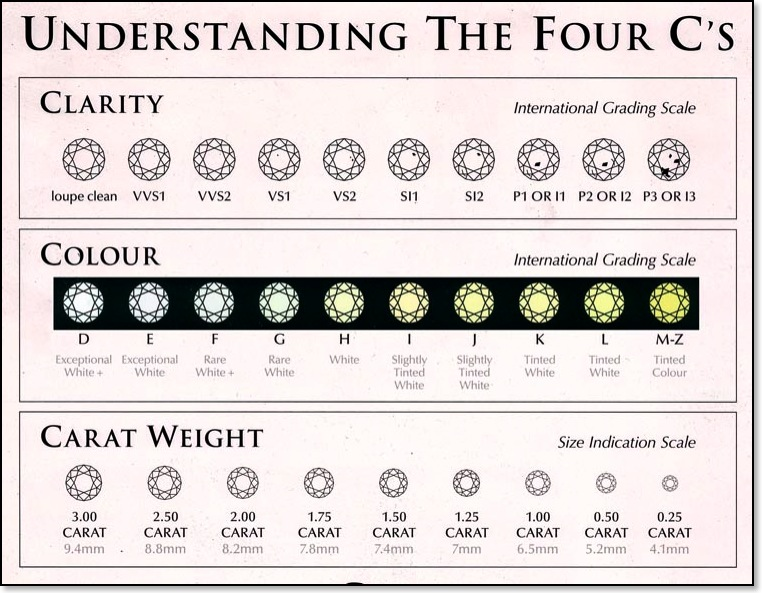 UNDERSTANDING THE FOUR C'S
CLARITY
International Grading Scale
loupe clean VVS1 VVS2 VS1 VS2 SI1 SI2 P1 OR I1 P2 OR I2 P3 OR I3
COLOUR
International Grading Scale
D E F G H I J K L M-Z
Exceptional Exceptional Rare Rare White Slightly Slightly Tinted Tinted Tinted
White + White White + White Tinted Tinted White White Colour
White White
CARAT WEIGHT
Size Indication Scale
3.00 2.50 2.00 1.75 1.50 1.25 1.00 0.50 0.25
CARAT CARAT CARAT CARAT CARAT CARAT CARAT CARAT CARAT
9.4mm 8.8mm 8.2mm 7.8mm 7.4mm 7mm 6.5mm 5.2mm 4.1mm